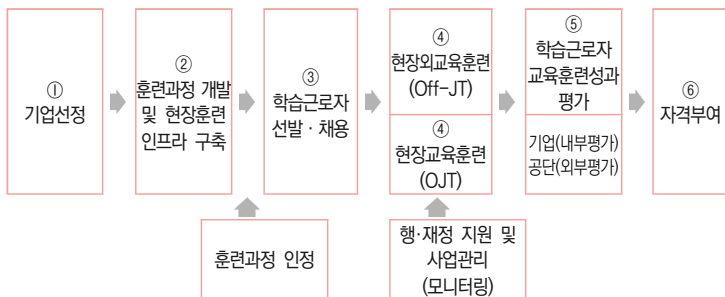 ①
기업선정
②
훈련과정 개발
및 현장훈련
인프라 구축
③
학습근로자
선발 · 채용
④
현장외교육훈련
(Off-JT)
④
현장교육훈련
(OJT)
⑤
학습근로자
교육훈련성과
평가
기업(내부평가)
공단(외부평가)
⑥
자격부여
훈련과정 인정
행·재정 지원 및
사업관리
(모니터링)